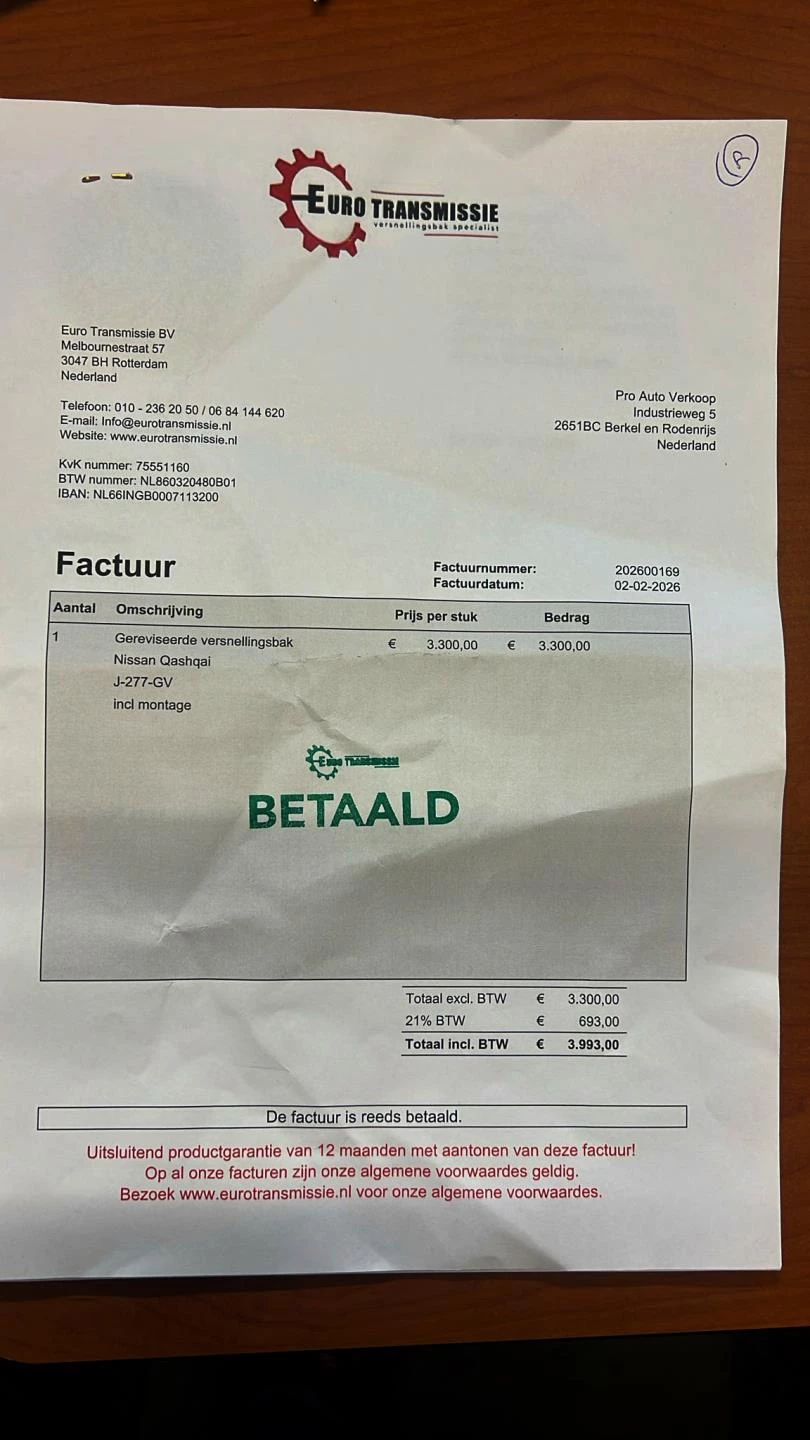 EURO TRANSMISSIE
versnellingsbak specialist
R
Euro Transmissie BV
Melbournestraat 57
3047 BH Rotterdam
Nederland
Telefoon: 010 - 236 20 50 / 06 84 144 620
E-mail: Info@eurotransmissie.nl
Website: www.eurotransmissie.nl
KvK nummer: 75551160
BTW nummer: NL860320480B01
IBAN: NL66INGB0007113200
Pro Auto Verkoop
Industrieweg 5
2651BC Berkel en Rodenrijs
Nederland
Factuur
Factuurnummer: 202600169
Factuurdatum: 02-02-2026
Aantal Omschrijving Prijs per stuk Bedrag
1 Gereviseerde versnellingsbak € 3.300,00 € 3.300,00
Nissan Qashqai
J-277-GV
incl montage
EURO TRANSMISSIE
BETAALD
Totaal excl. BTW € 3.300,00
21% BTW € 693,00
Totaal incl. BTW € 3.993,00
De factuur is reeds betaald.
Uitsluitend productgarantie van 12 maanden met aantonen van deze factuur!
Op al onze facturen zijn onze algemene voorwaardes geldig.
Bezoek www.eurotransmissie.nl voor onze algemene voorwaardes.